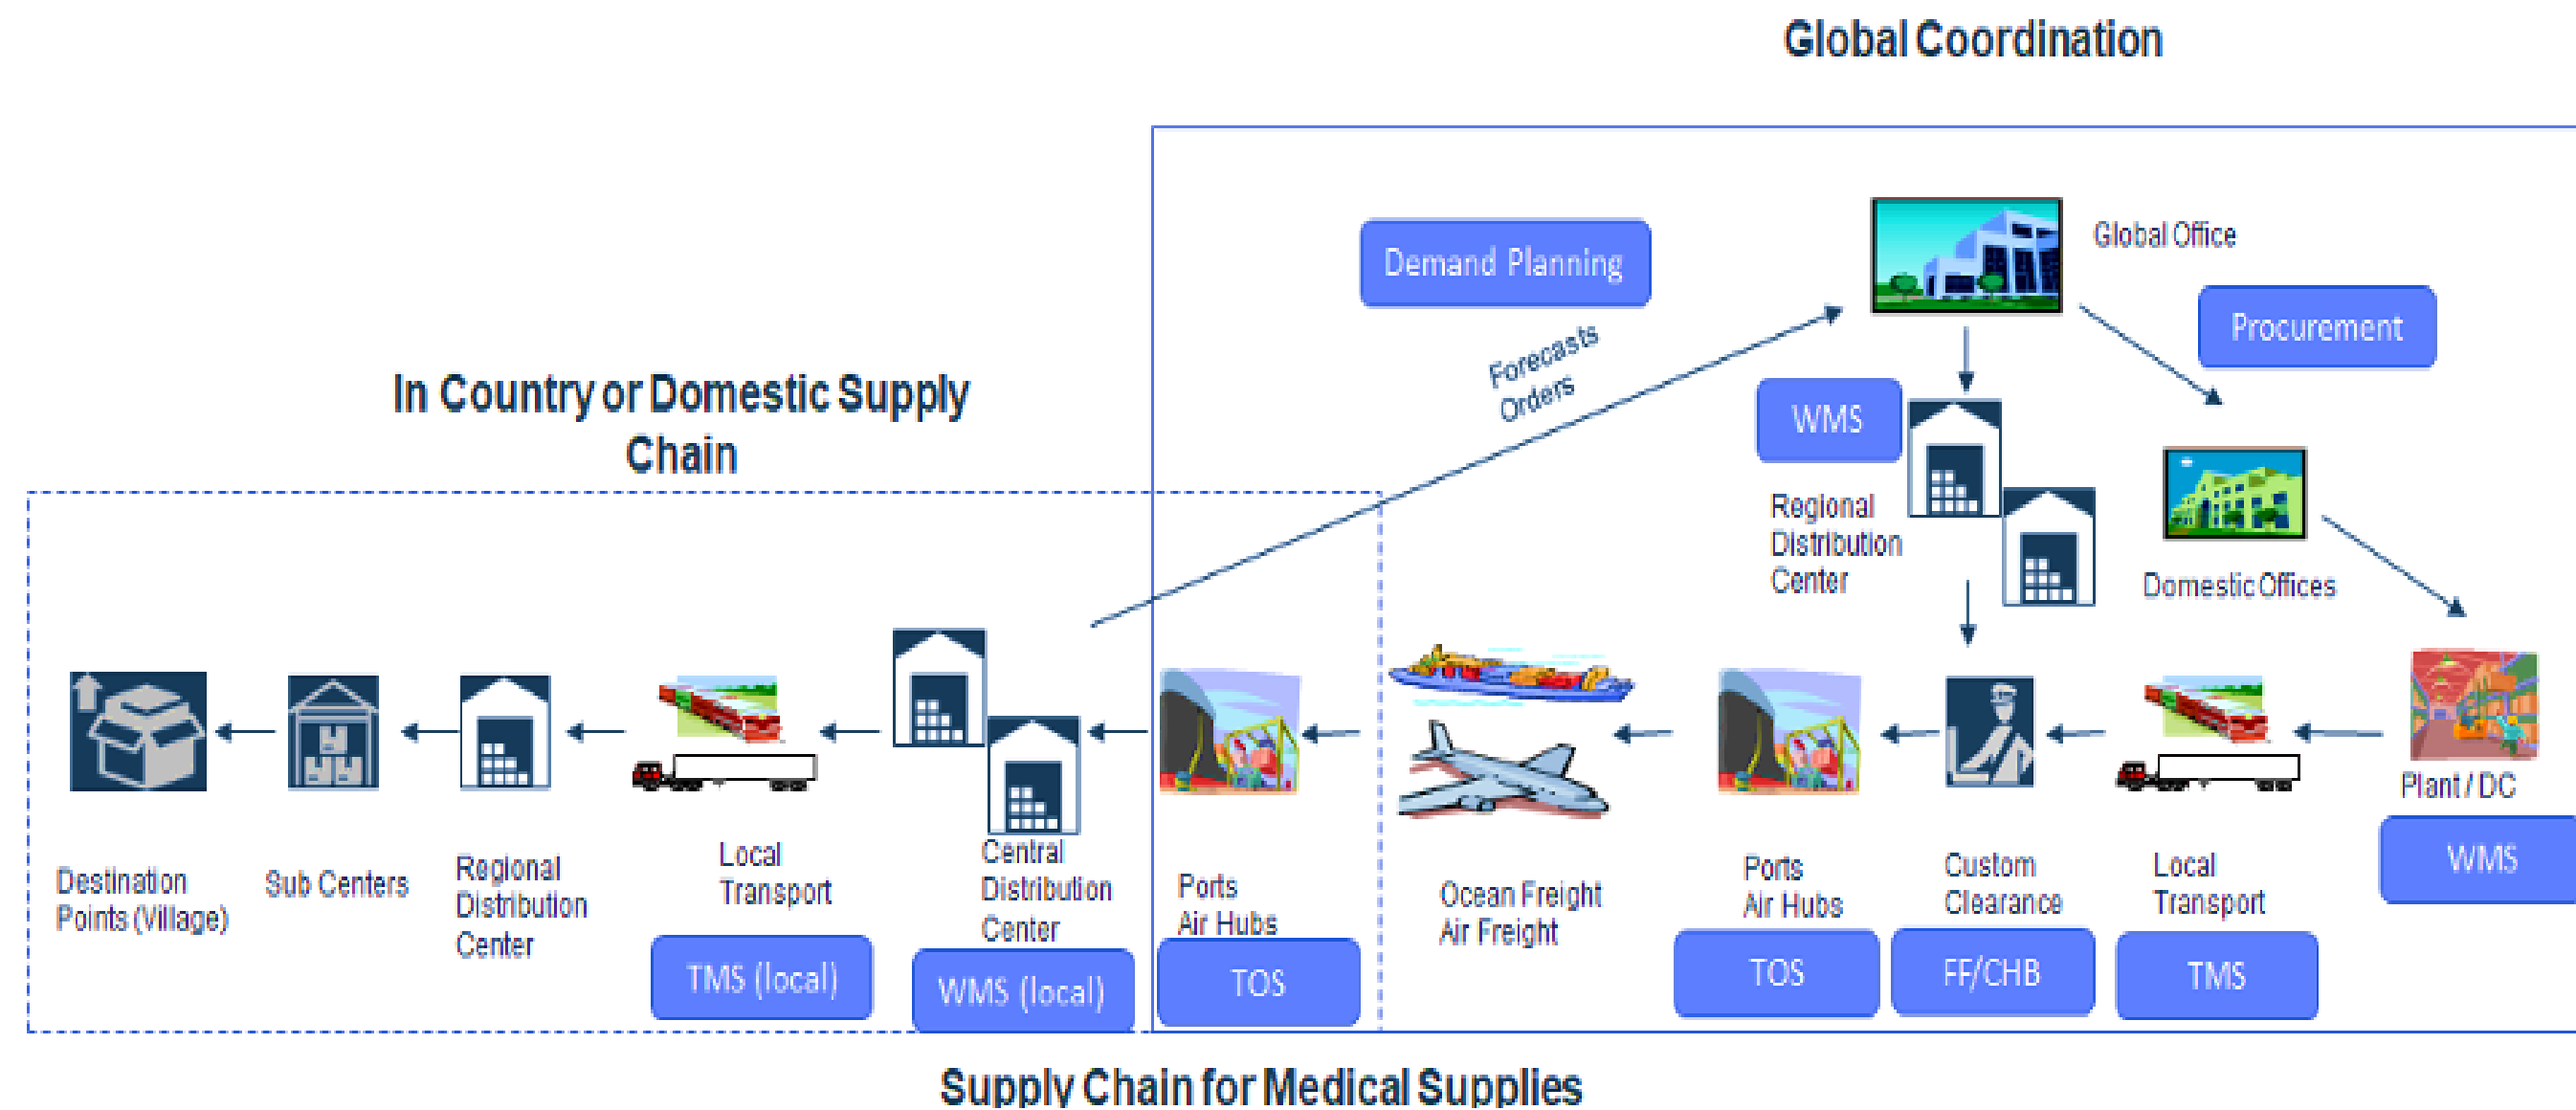 Global Coordination
Global Office
Demand Planning
Procurement
Forecasts
Orders
In Country or Domestic Supply
Chain
WMS
Regional
Distribution
Center
Domestic Offices
Plant / DC
WMS
Destination
Points (Village)
Sub Centers
Regional
Distribution
Center
Local
Transport
TMS (local)
Central
Distribution
Center
WMS (local)
Ports
Air Hubs
TOS
Ocean Freight
Air Freight
Ports
Air Hubs
TOS
Custom
Clearance
FF/CHB
Local
Transport
TMS
Supply Chain for Medical Supplies